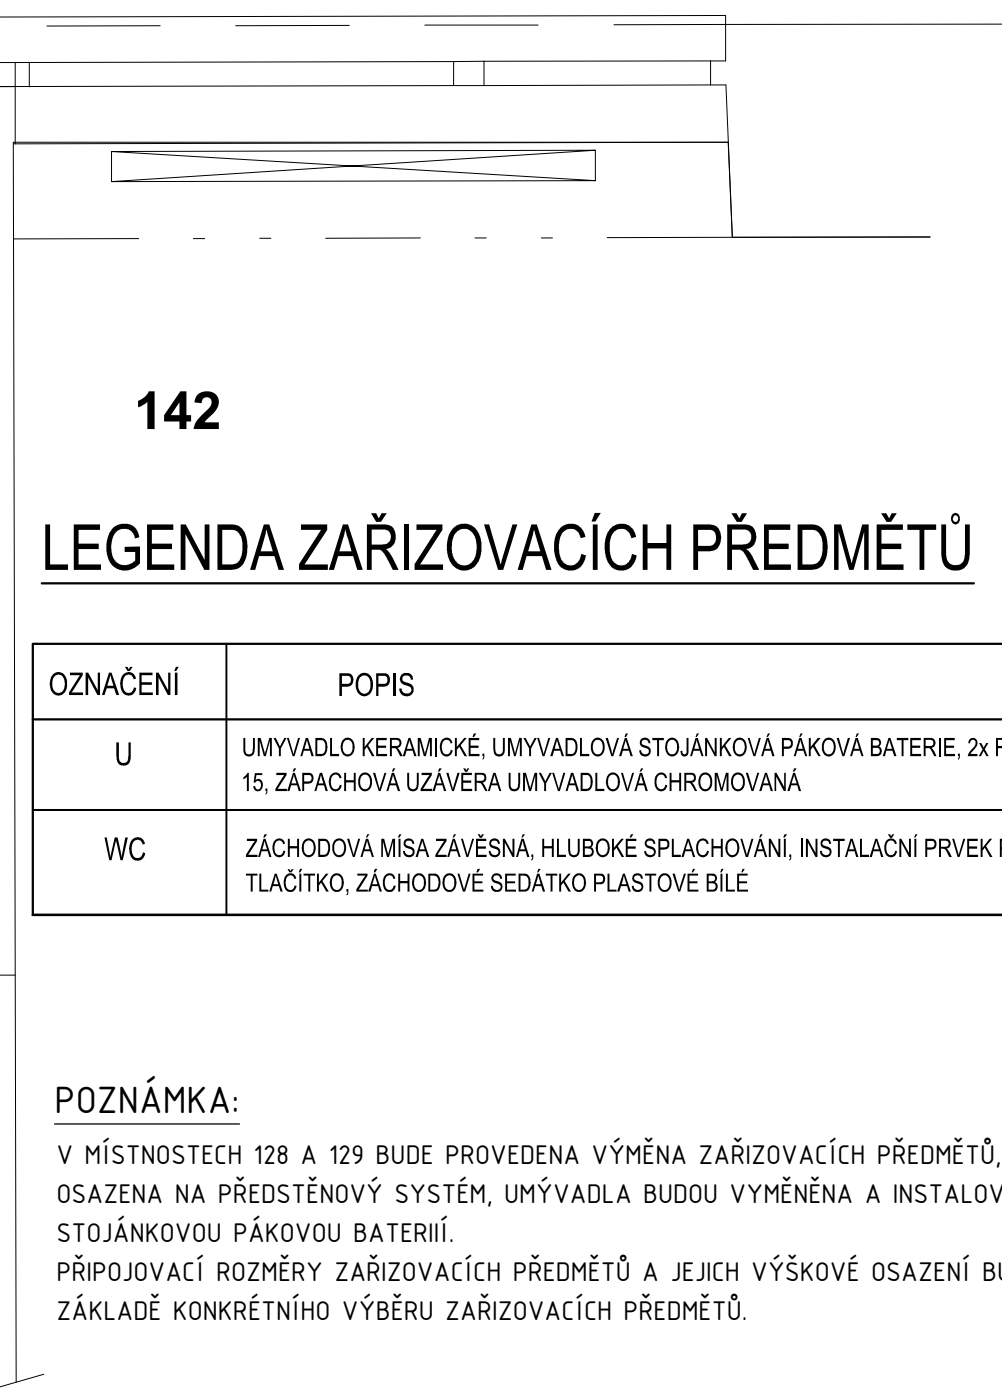 142
LEGENDA ZAŘIZOVACÍCH PŘEDMĚTŮ
OZNAČENÍ POPIS
U UMYVADLO KERAMICKÉ, UMYVADLOVÁ STOJÁNKOVÁ PÁKOVÁ BATERIE, 2x
15, ZÁPACHOVÁ UZÁVĚRA UMYVADLOVÁ CHROMOVANÁ
WC ZÁCHODOVÁ MÍSA ZÁVĚSNÁ, HLUBOKÉ SPLACHOVÁNÍ, INSTALAČNÍ PRVEK
TLAČÍTKO, ZÁCHODOVÉ SEDÁTKO PLASTOVÉ BÍLÉ
POZNÁMKA:
V MÍSTNOSTECH 128 A 129 BUDE PROVEDENA VÝMĚNA ZAŘIZOVACÍCH PŘEDMĚTŮ,
OSAZENA NA PŘEDSTĚNOVÝ SYSTÉM, UMÝVADLA BUDOU VYMĚNĚNA A INSTALOV
STOJÁNKOVOU PÁKOVOU BATERIIÍ.
PŘIPOJOVACÍ ROZMĚRY ZAŘIZOVACÍCH PŘEDMĚTŮ A JEJICH VÝŠKOVÉ OSAZENÍ
ZÁKLADĚ KONKRÉTNÍHO VÝBĚRU ZAŘIZOVACÍCH PŘEDMĚTŮ.